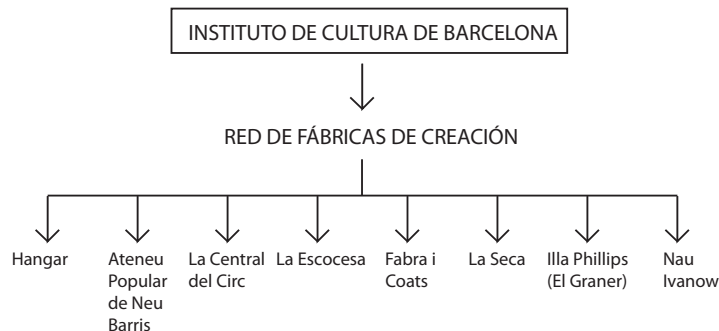 INSTITUTO DE CULTURA DE BARCELONA
RED DE FÁBRICAS DE CREACIÓN
Hangar
Ateneu
Popular
de Neu
Barris
La Central
del Circ
La Escocesa
Fabra i
Coats
La Seca
Illa Phillips
(El Graner)
Nau
Ivanow